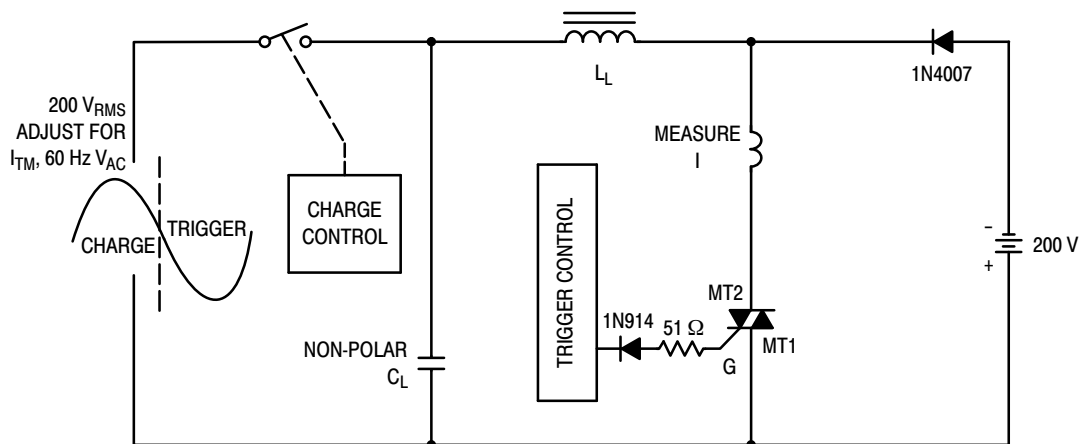 200 V_RMS
ADJUST FOR
I_TM, 60 Hz V_AC
CHARGE
TRIGGER
CHARGE
CONTROL
NON-POLAR
C_L
L_L
MEASURE
I
TRIGGER CONTROL
1N914
51 Ω
G
MT2
MT1
1N4007
-
+
200 V